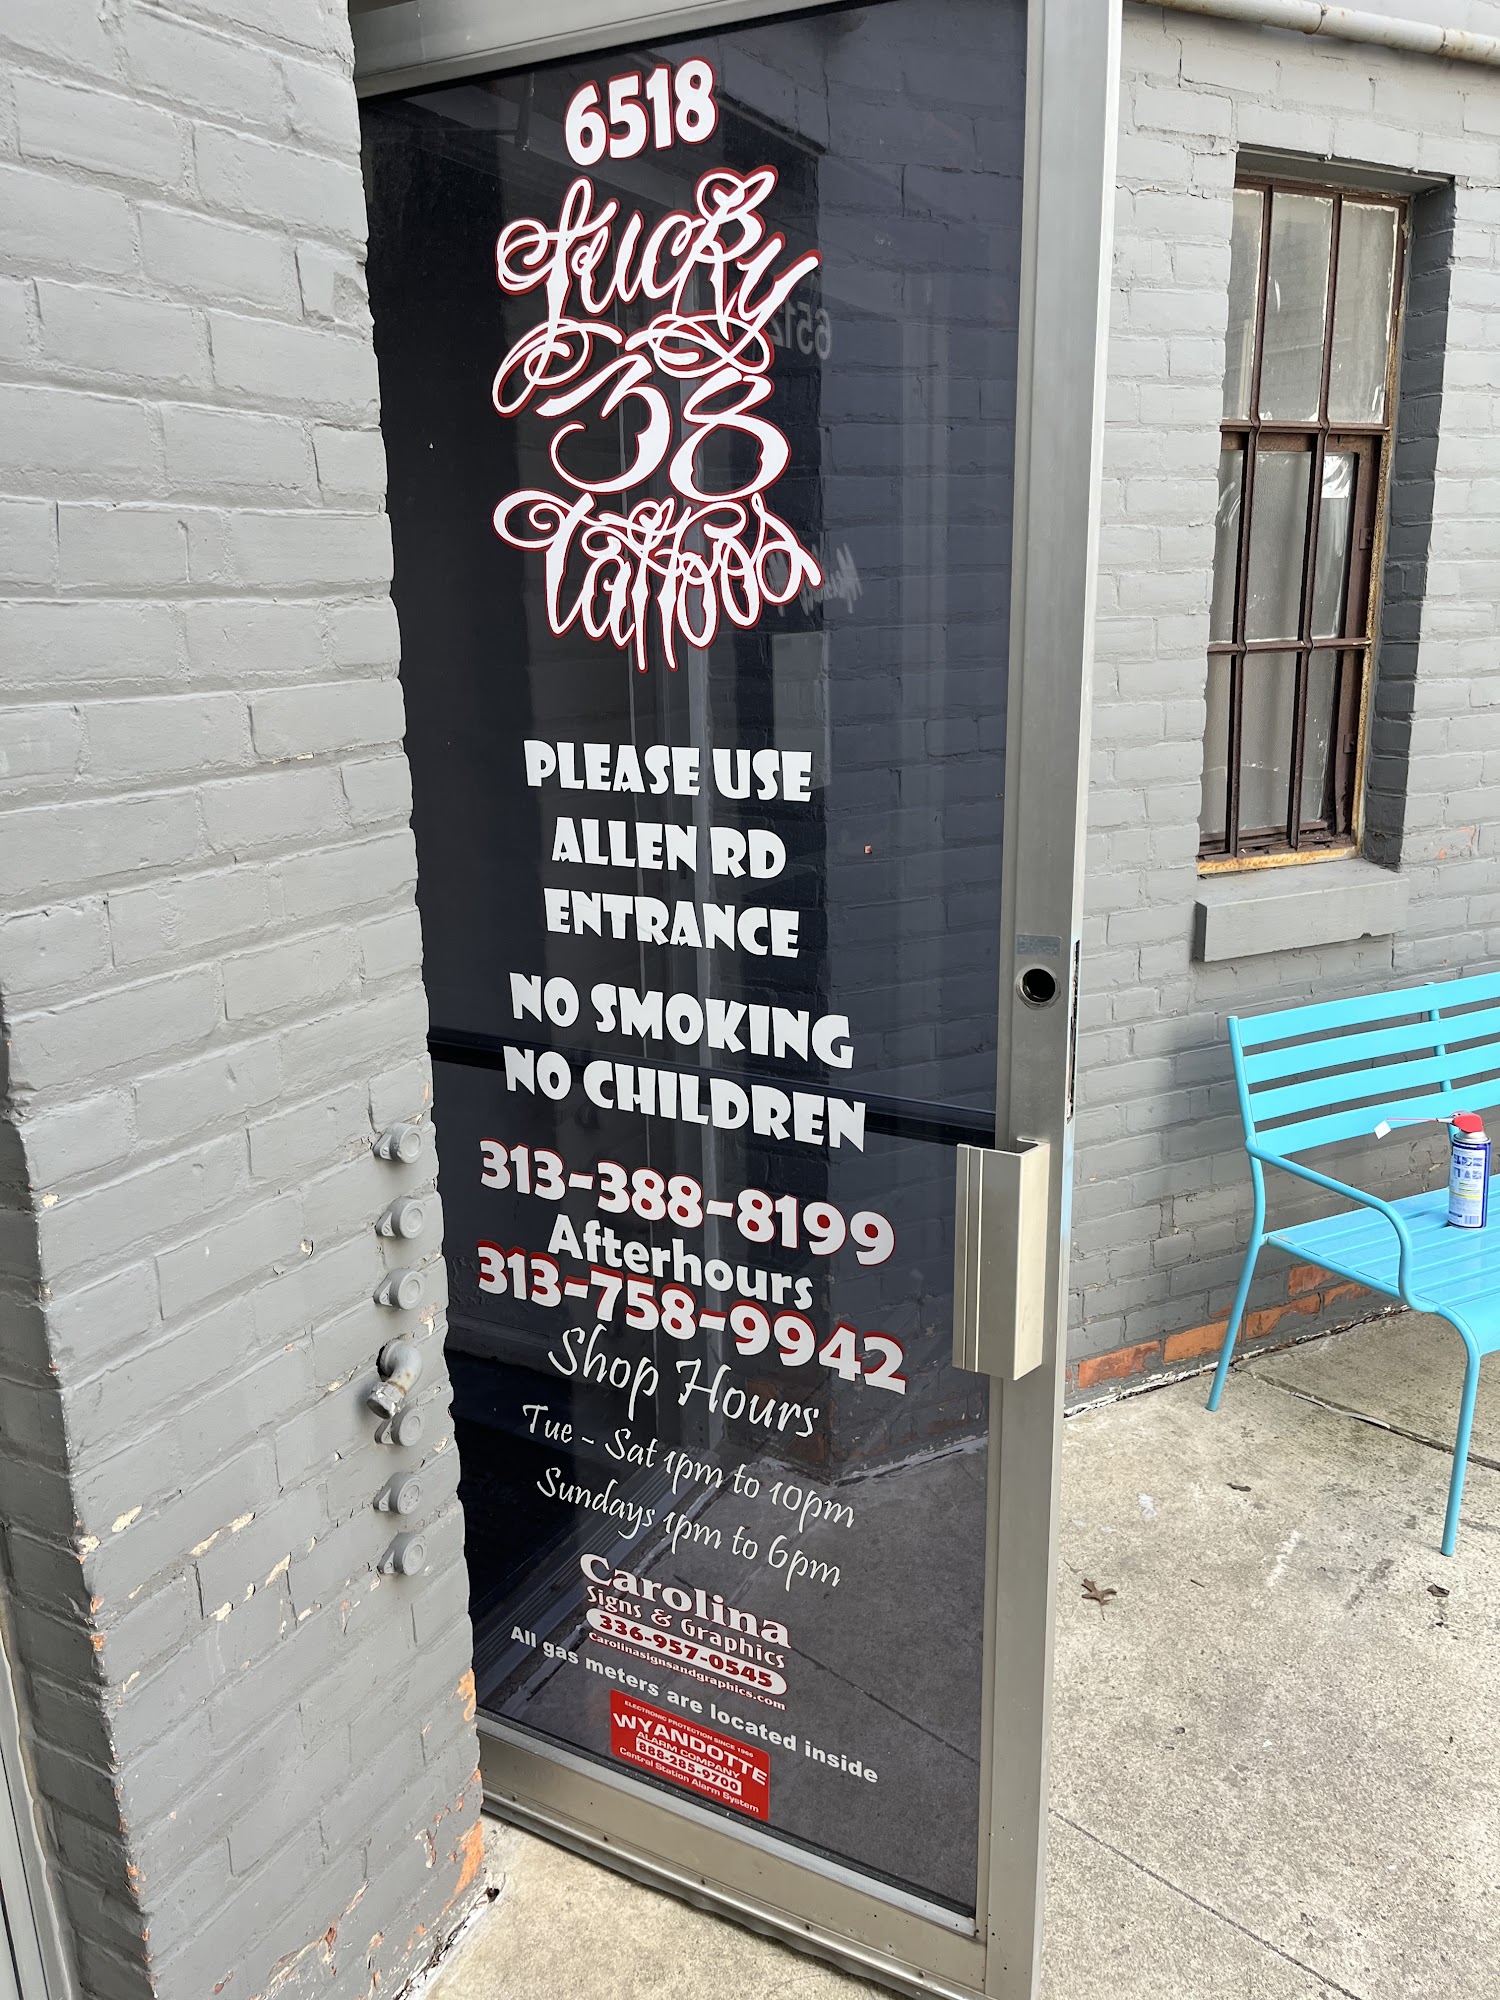 6518
Lucky
38
Tattoos
PLEASE USE
ALLEN RD
ENTRANCE
NO SMOKING
NO CHILDREN
313-388-8199
Afterhours
313-758-9942
Shop Hours
Tue - Sat 1pm to 10pm
Sundays 1pm to 6pm
Carolina
Signs & Graphics
336-957-0545
Carolinasignsandgraphics.com
All gas meters are located inside
ELECTRONIC PROTECTION SINCE 1966
WYANDOTTE
ALARM COMPANY
888-285-9700
Central Station Alarm System